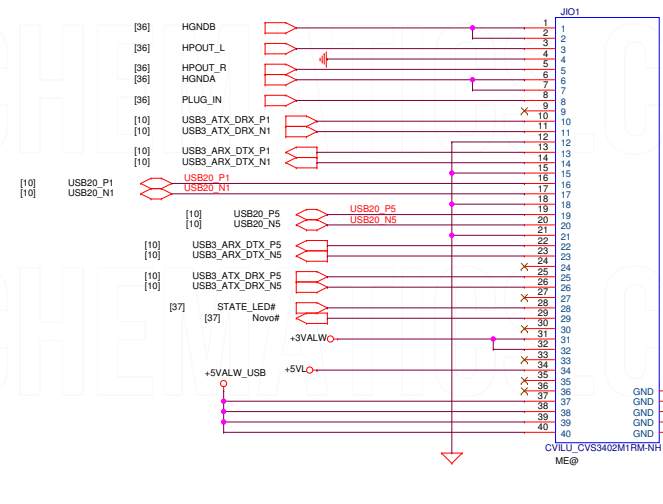 JIO1
[36] HGNDB 1 1
2 2
[36] HPOUT_L 3 3
4 4
[36] HPOUT_R 5 5
[36] HGNDA 6 6
7 7
[36] PLUG_IN 8 8
9 9
[10] USB3_ATX_DRX_P1 10 10
[10] USB3_ATX_DRX_N1 11 11
12 12
[10] USB3_ARX_DTX_P1 13 13
[10] USB3_ARX_DTX_N1 14 14
15 15
[10] USB20_P1 USB20_P1 16 16
[10] USB20_N1 USB20_N1 17 17
18 18
[10] USB20_P5 USB20_P5 19 19
[10] USB20_N5 USB20_N5 20 20
21 21
[10] USB3_ARX_DTX_P5 22 22
[10] USB3_ARX_DTX_N5 23 23
24 24
[10] USB3_ATX_DRX_P5 25 25
[10] USB3_ATX_DRX_N5 26 26
27 27
[37] STATE_LED# 28 28
[37] Novo# 29 29
30 30
+3VALW 31 31
32 32
33 33
+5VL 34 34
+5VALW_USB 35 35
36 36 GND
37 37 GND
38 38 GND
39 39 GND
40 40 GND
CVILU_CVS3402M1RM-NH
ME@